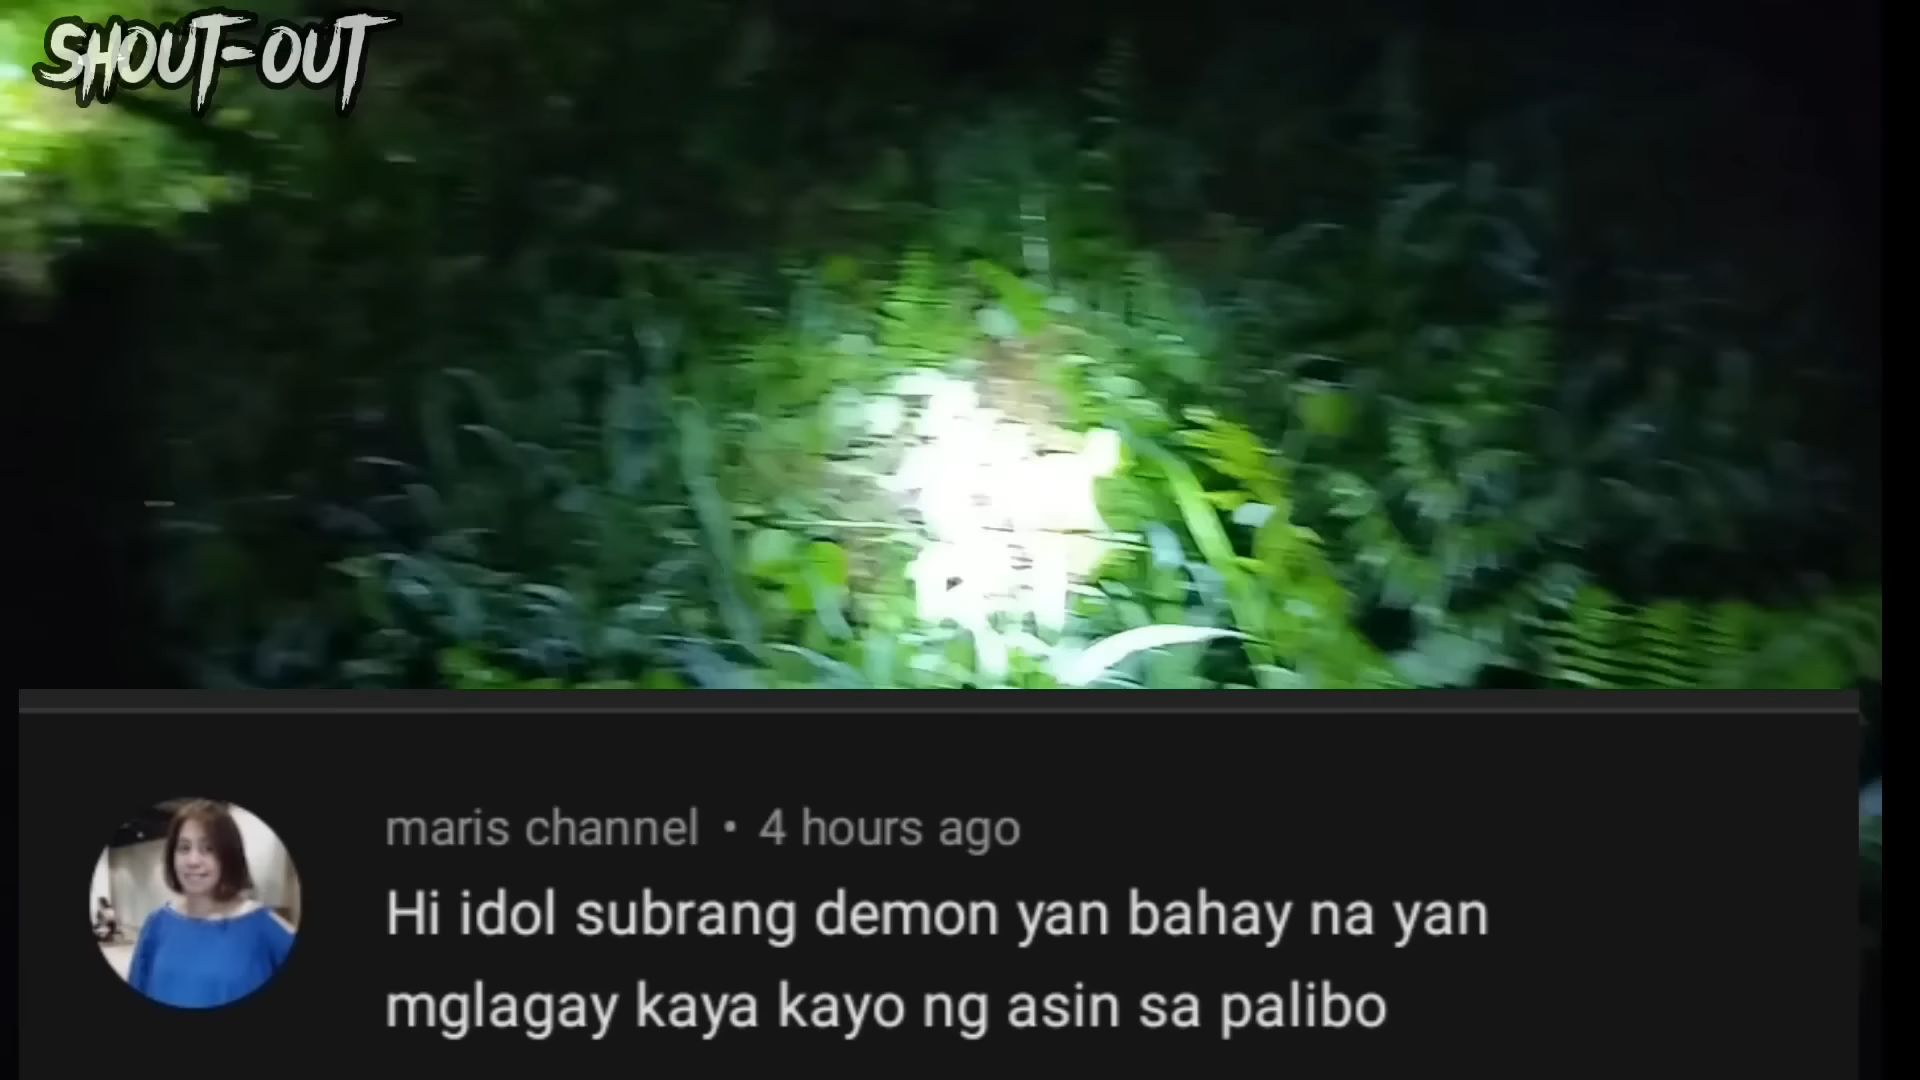 SHOUT-OUT
maris channel • 4 hours ago
Hi idol subrang demon yan bahay na yan
mglagay kaya kayo ng asin sa palibo